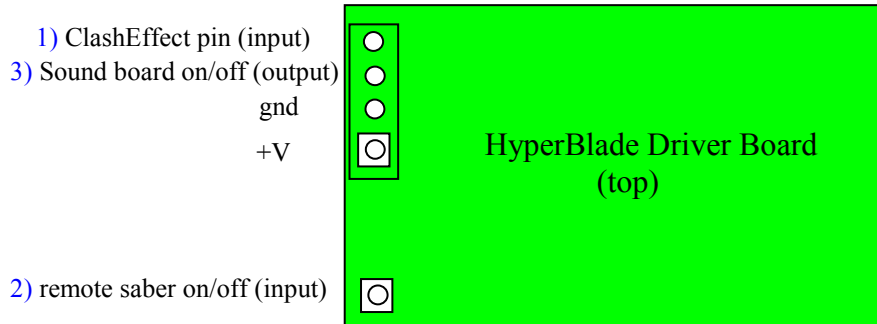 1) ClashEffect pin (input)
3) Sound board on/off (output)
gnd
+V
HyperBlade Driver Board
(top)
2) remote saber on/off (input)